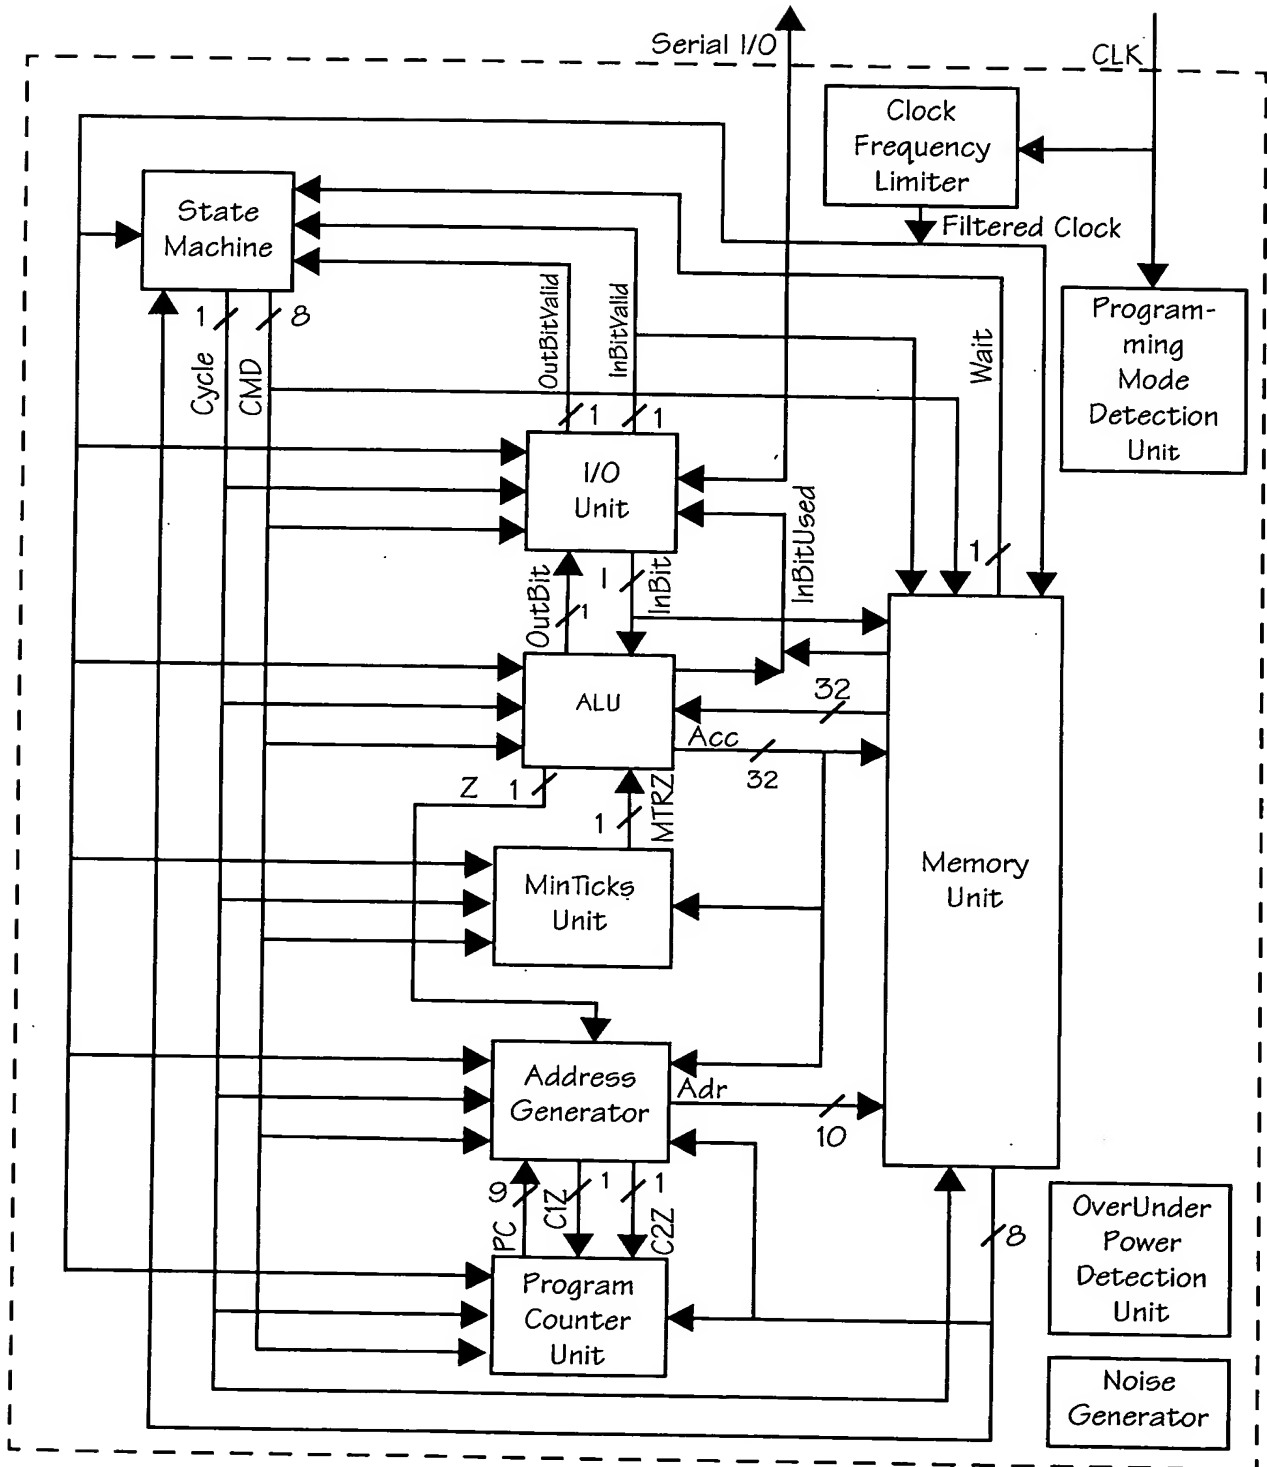 Serial I/O
CLK
Clock
Frequency
Limiter
Filtered Clock
State
Machine
1
8
Cycle
CMD
OutBitValid
InBitValid
Wait
Program-
ming
Mode
Detection
Unit
1
1
I/O
Unit
InBitUsed
1
OutBit
1
InBit
1
ALU
32
Acc
32
Z
1
1
MTRZ
MinTicks
Unit
Memory
Unit
Address
Generator
Adr
10
9
PC
C1Z
1
1
C2Z
8
Program
Counter
Unit
OverUnder
Power
Detection
Unit
Noise
Generator